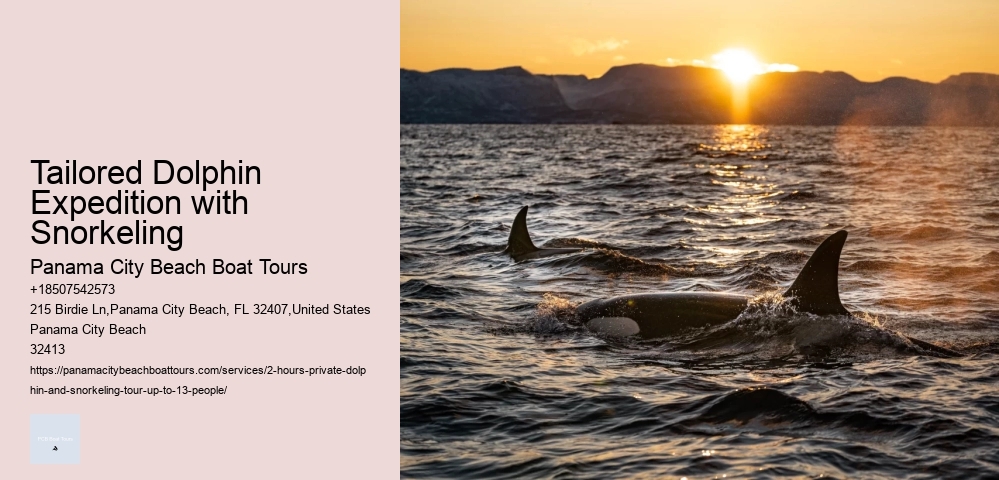 Tailored Dolphin
Expedition with
Snorkeling
Panama City Beach Boat Tours
+18507542573
215 Birdie Ln,Panama City Beach, FL 32407,United States
Panama City Beach
32413
https://panamacitybeachboattours.com/services/2-hours-private-dolp
hin-and-snorkeling-tour-up-to-13-people/